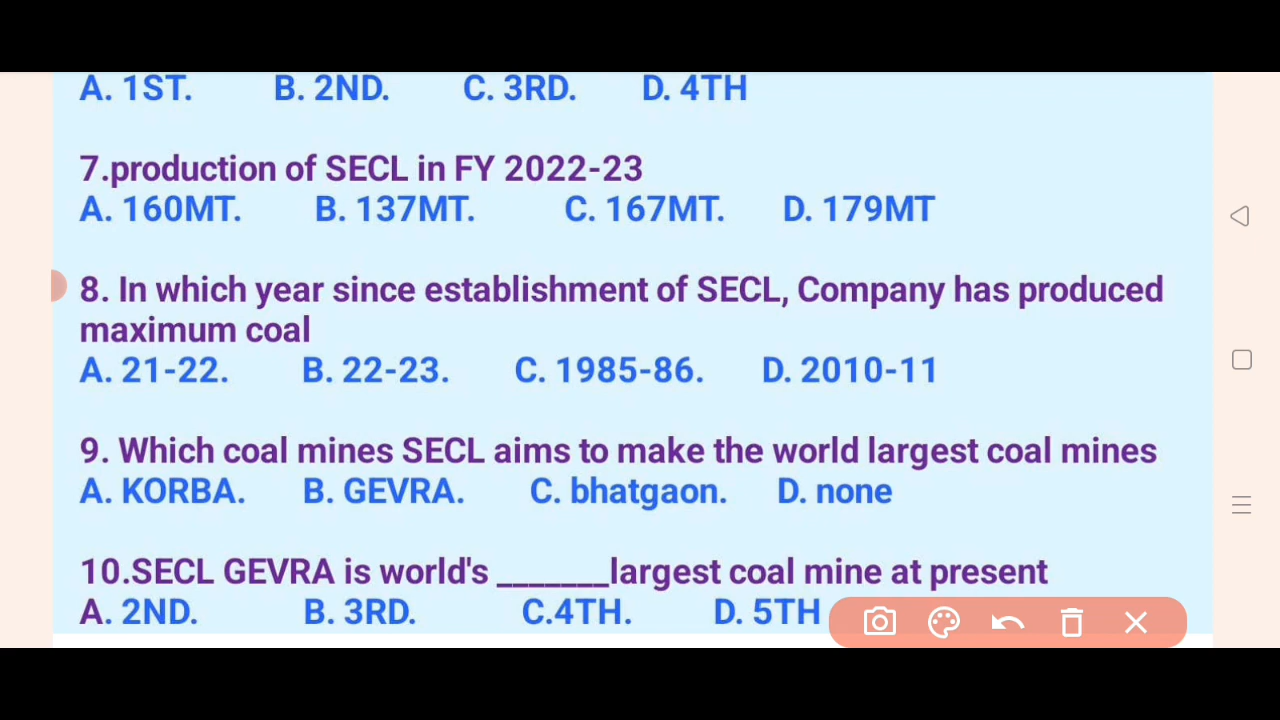 A. 1ST. B. 2ND. C. 3RD. D. 4TH
7.production of SECL in FY 2022-23
A. 160MT. B. 137MT. C. 167MT. D. 179MT
8. In which year since establishment of SECL, Company has produced
maximum coal
A. 21-22. B. 22-23. C. 1985-86. D. 2010-11
9. Which coal mines SECL aims to make the world largest coal mines
A. KORBA. B. GEVRA. C. bhatgaon. D. none
10.SECL GEVRA is world's _______largest coal mine at present
A. 2ND. B. 3RD. C.4TH. D. 5TH